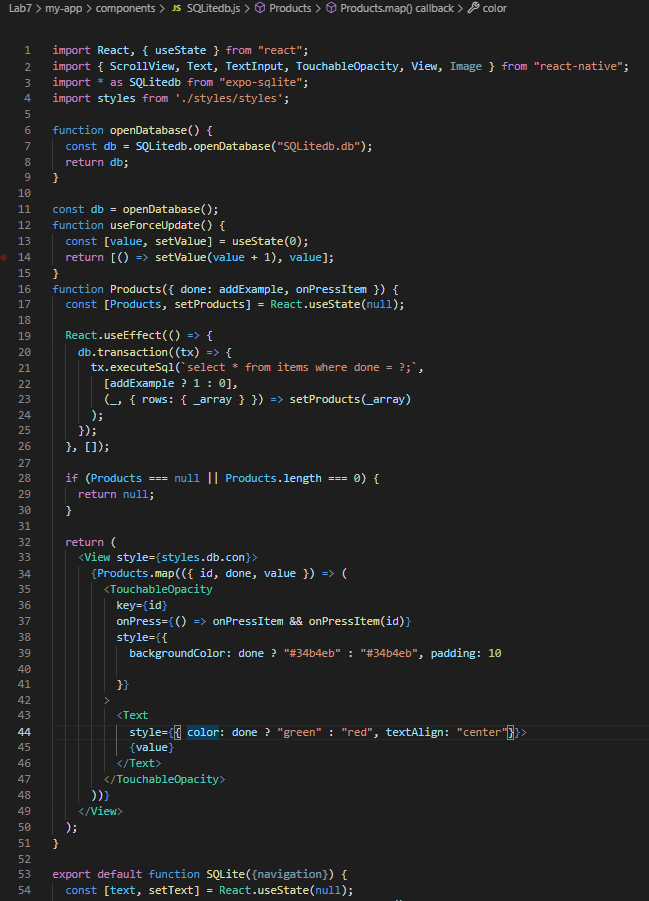 Lab7 > my-app > components > JS SQLitedb.js > Products > Products.map() callback > color
1 import React, { useState } from "react";
2 import { ScrollView, Text, TextInput, TouchableOpacity, View, Image } from "react-native";
3 import * as SQLitedb from "expo-sqlite";
4 import styles from './styles/styles';
5
6 function openDatabase() {
7   const db = SQLitedb.openDatabase("SQLitedb.db");
8   return db;
9 }
10
11 const db = openDatabase();
12 function useForceUpdate() {
13   const [value, setValue] = useState(0);
14   return [() => setValue(value + 1), value];
15 }
16 function Products({ done: addExample, onPressItem }) {
17   const [Products, setProducts] = React.useState(null);
18
19   React.useEffect(() => {
20     db.transaction((tx) => {
21       tx.executeSql(`select * from items where done = ?;`,
22         [addExample ? 1 : 0],
23         (_, { rows: { _array } }) => setProducts(_array)
24       );
25     });
26   }, []);
27
28   if (Products === null || Products.length === 0) {
29     return null;
30   }
31
32   return (
33     <View style={styles.db.con}>
34       {Products.map(({ id, done, value }) => (
35         <TouchableOpacity
36           key={id}
37           onPress={() => onPressItem && onPressItem(id)}
38           style={{
39             backgroundColor: done ? "#34b4eb" : "#34b4eb", padding: 10
40
41           }}
42         >
43           <Text
44             style={{ color: done ? "green" : "red", textAlign: "center"}}>
45             {value}
46           </Text>
47         </TouchableOpacity>
48       ))}
49     </View>
50   );
51 }
52
53 export default function SQLite({navigation}) {
54   const [text, setText] = React.useState(null);